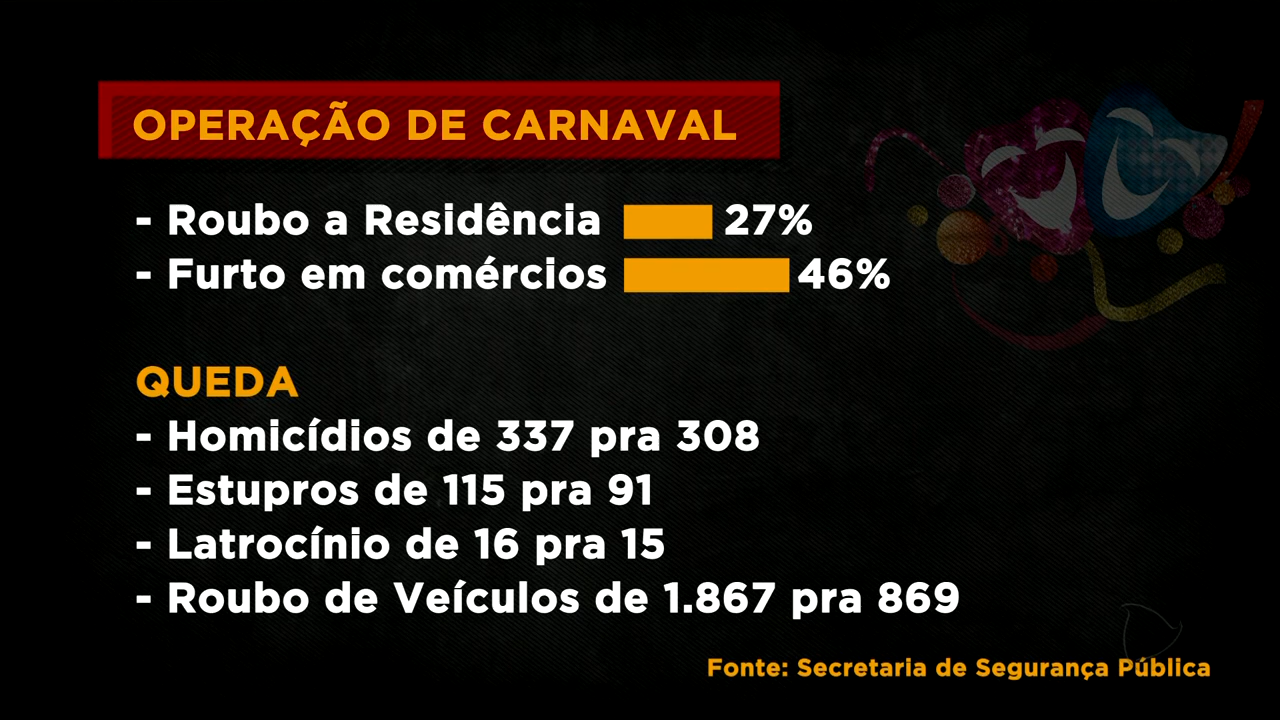 OPERAÇÃO DE CARNAVAL
- Roubo a Residência 27%
- Furto em comércios 46%
QUEDA
- Homicídios de 337 pra 308
- Estupros de 115 pra 91
- Latrocínio de 16 pra 15
- Roubo de Veículos de 1.867 pra 869
Fonte: Secretaria de Segurança Pública